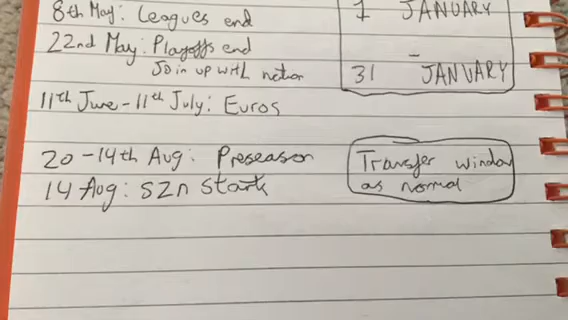 8th May: Leagues end
22nd May: Playoffs end
Join up with nation
11th June - 11th July: Euros
20 - 14th Aug: Preseason
14 Aug: SZn Start
1 JANUARY
-
31 JANUARY
Transfer window
as normal